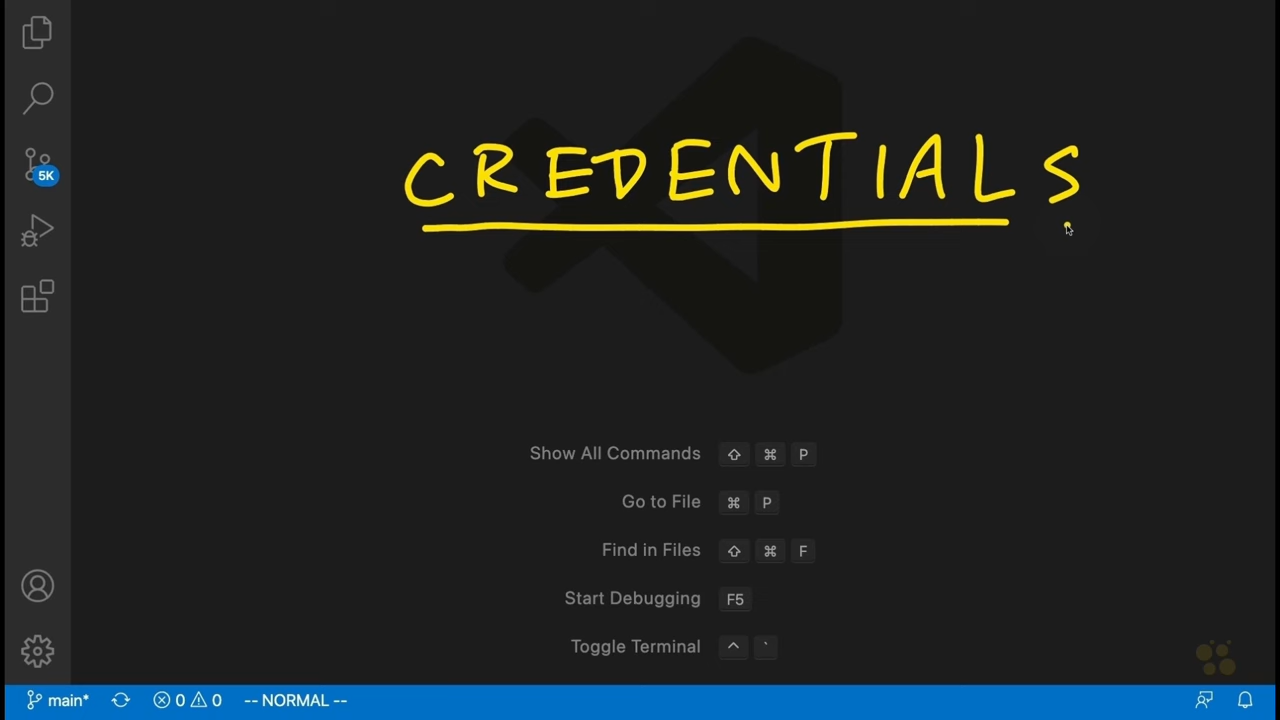 CREDENTIALS
5K
Show All Commands ⇧ ⌘ P
Go to File ⌘ P
Find in Files ⇧ ⌘ F
Start Debugging F5
Toggle Terminal ^ `
main* 0 0 -- NORMAL --